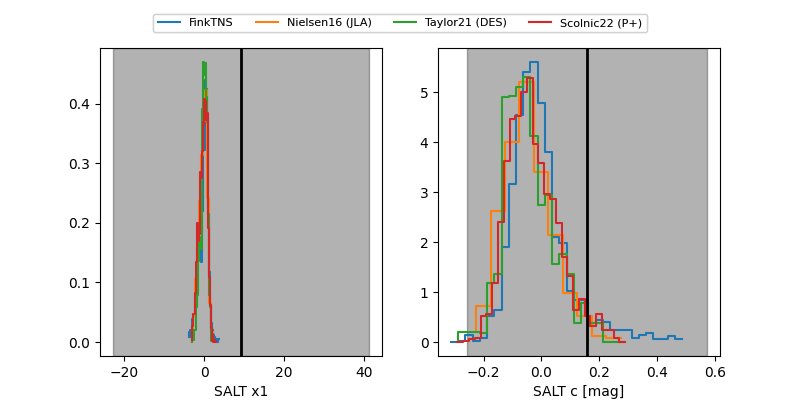 FinkTNS Nielsen16 (JLA) Taylor21 (DES) Scolnic22 (P+)
0.4
0.3
0.2
0.1
0.0
−20 0 20 40
SALT x1
5
4
3
2
1
0
−0.2 0.0 0.2 0.4 0.6
SALT c [mag]